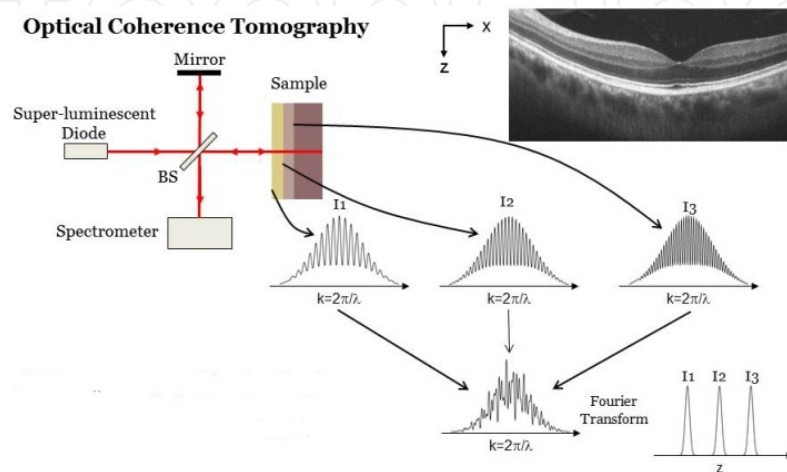 Optical Coherence Tomography
X
Z
Mirror
Sample
Super-luminescent
Diode
BS
Spectrometer
I1
I2
I3
k=2π/λ
k=2π/λ
k=2π/λ
k=2π/λ
Fourier
Transform
I1 I2 I3
z